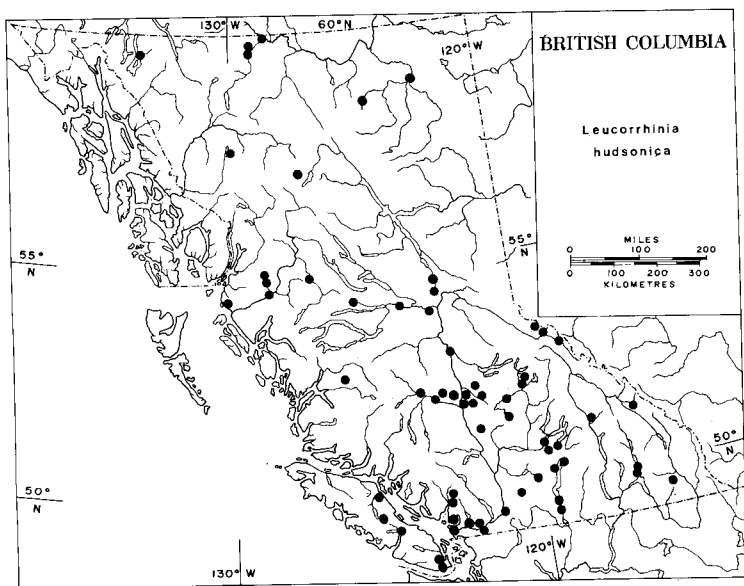 130° W
60° N
120° W
BRITISH COLUMBIA
Leucorrhinia
hudsonica
MILES
0 100 200
0 100 200 300
KILOMETRES
55°
N
55°
N
50°
N
50°
N
130° W
120° W